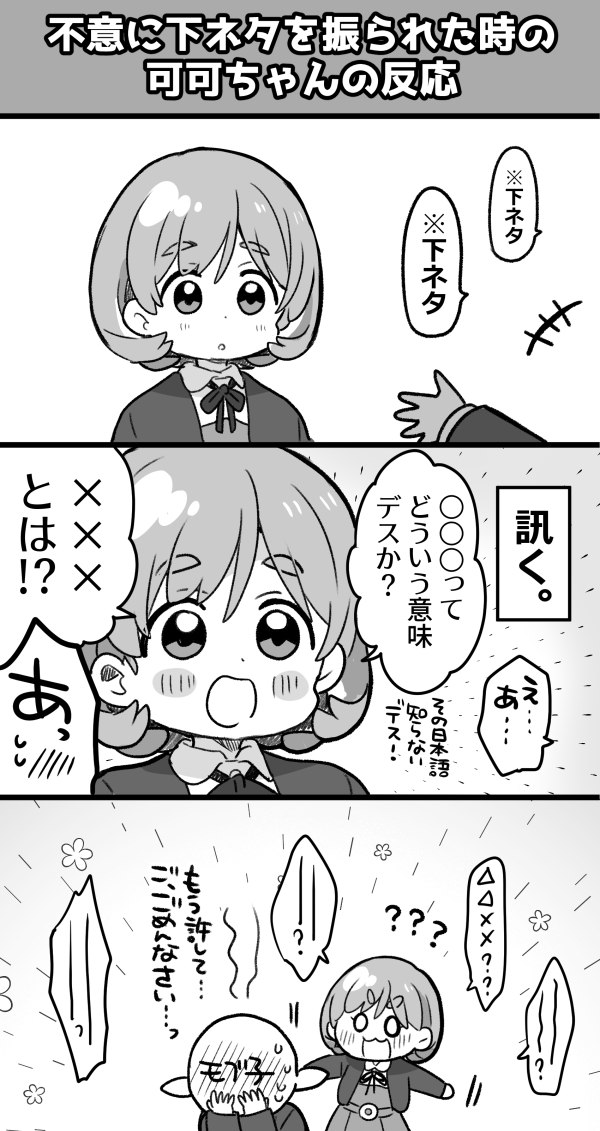 不意に下ネタを振られた時の
可可ちゃんの反応
※下ネタ
※下ネタ
訊く。
○○○って
どういう意味
デスか?
その日本語
知らない
デスー!
え…
あ…
×××
とは!?
あっ
△△××??
???
?
?
もう許して…
ご、ごめんなさい…っ
?
モブ子